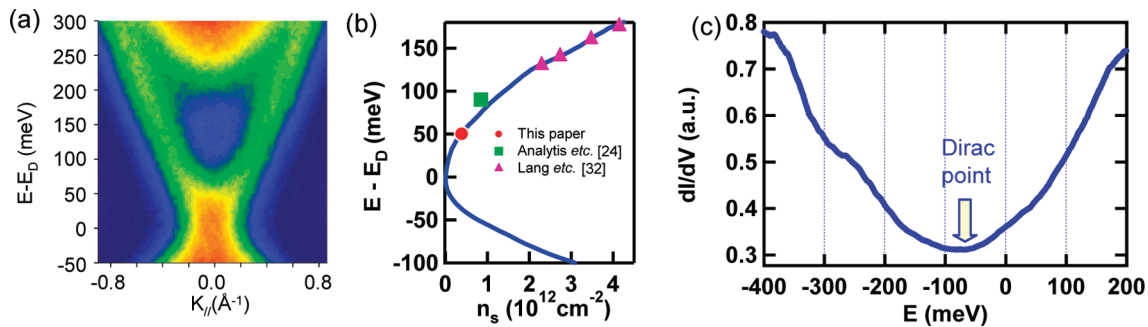 (a)
300
250
200
150
100
50
0
-50
E-E_D (meV)
-0.8
0.0
0.8
K_//(Å⁻¹)
(b)
150
100
50
0
-50
-100
E - E_D (meV)
This paper
Analytis etc. [24]
Lang etc. [32]
0
1
2
3
4
n_s (10¹²cm⁻²)
(c)
0.8
0.7
0.6
0.5
0.4
0.3
dI/dV (a.u.)
Dirac
point
-400
-300
-200
-100
0
100
200
E (meV)